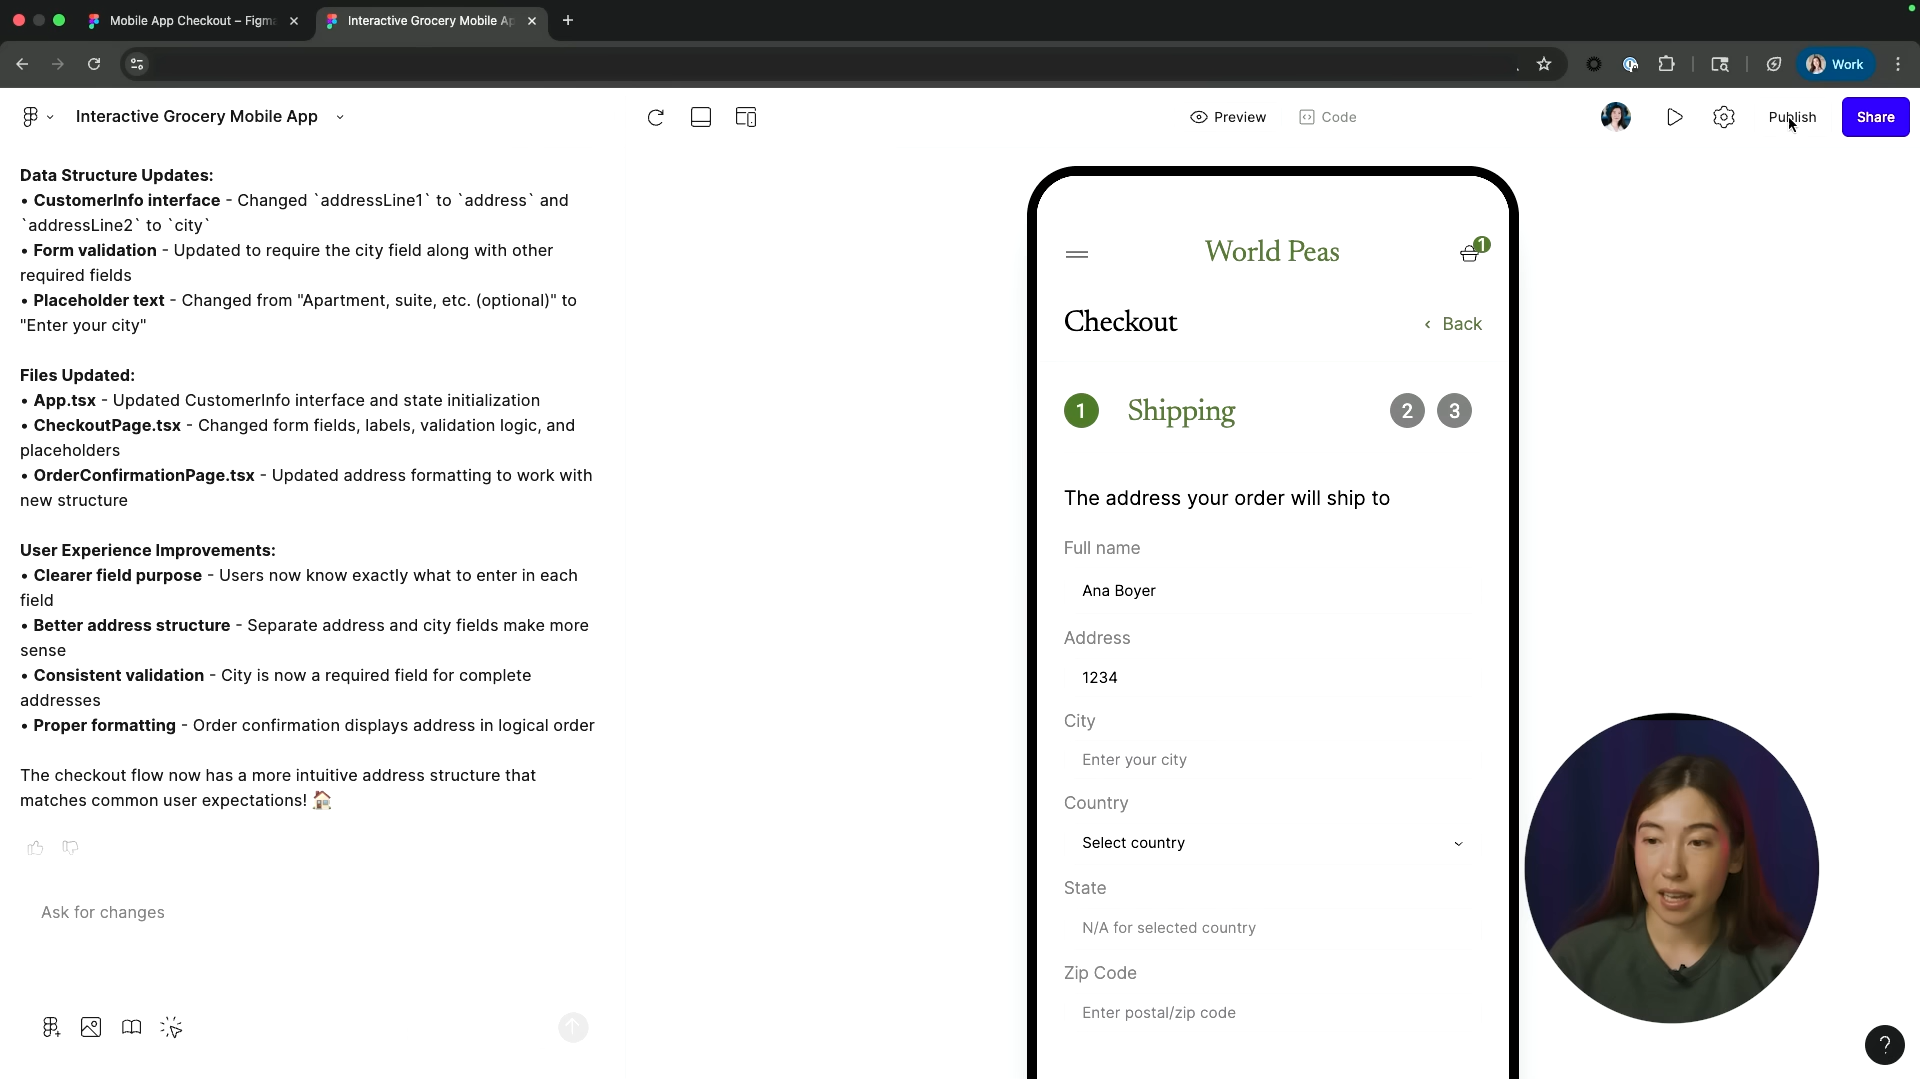 Mobile App Checkout – Figma
Interactive Grocery Mobile Ap
Work
Interactive Grocery Mobile App
Preview
Code
Publish
Share
Data Structure Updates:
• CustomerInfo interface - Changed `addressLine1` to `address` and
`addressLine2` to `city`
• Form validation - Updated to require the city field along with other
required fields
• Placeholder text - Changed from "Apartment, suite, etc. (optional)" to
"Enter your city"
Files Updated:
• App.tsx - Updated CustomerInfo interface and state initialization
• CheckoutPage.tsx - Changed form fields, labels, validation logic, and
placeholders
• OrderConfirmationPage.tsx - Updated address formatting to work with
new structure
User Experience Improvements:
• Clearer field purpose - Users now know exactly what to enter in each
field
• Better address structure - Separate address and city fields make more
sense
• Consistent validation - City is now a required field for complete
addresses
• Proper formatting - Order confirmation displays address in logical order
The checkout flow now has a more intuitive address structure that
matches common user expectations! 🏠
Ask for changes
World Peas
1
Checkout
‹ Back
1 Shipping 2 3
The address your order will ship to
Full name
Ana Boyer
Address
1234
City
Enter your city
Country
Select country
State
N/A for selected country
Zip Code
Enter postal/zip code
?